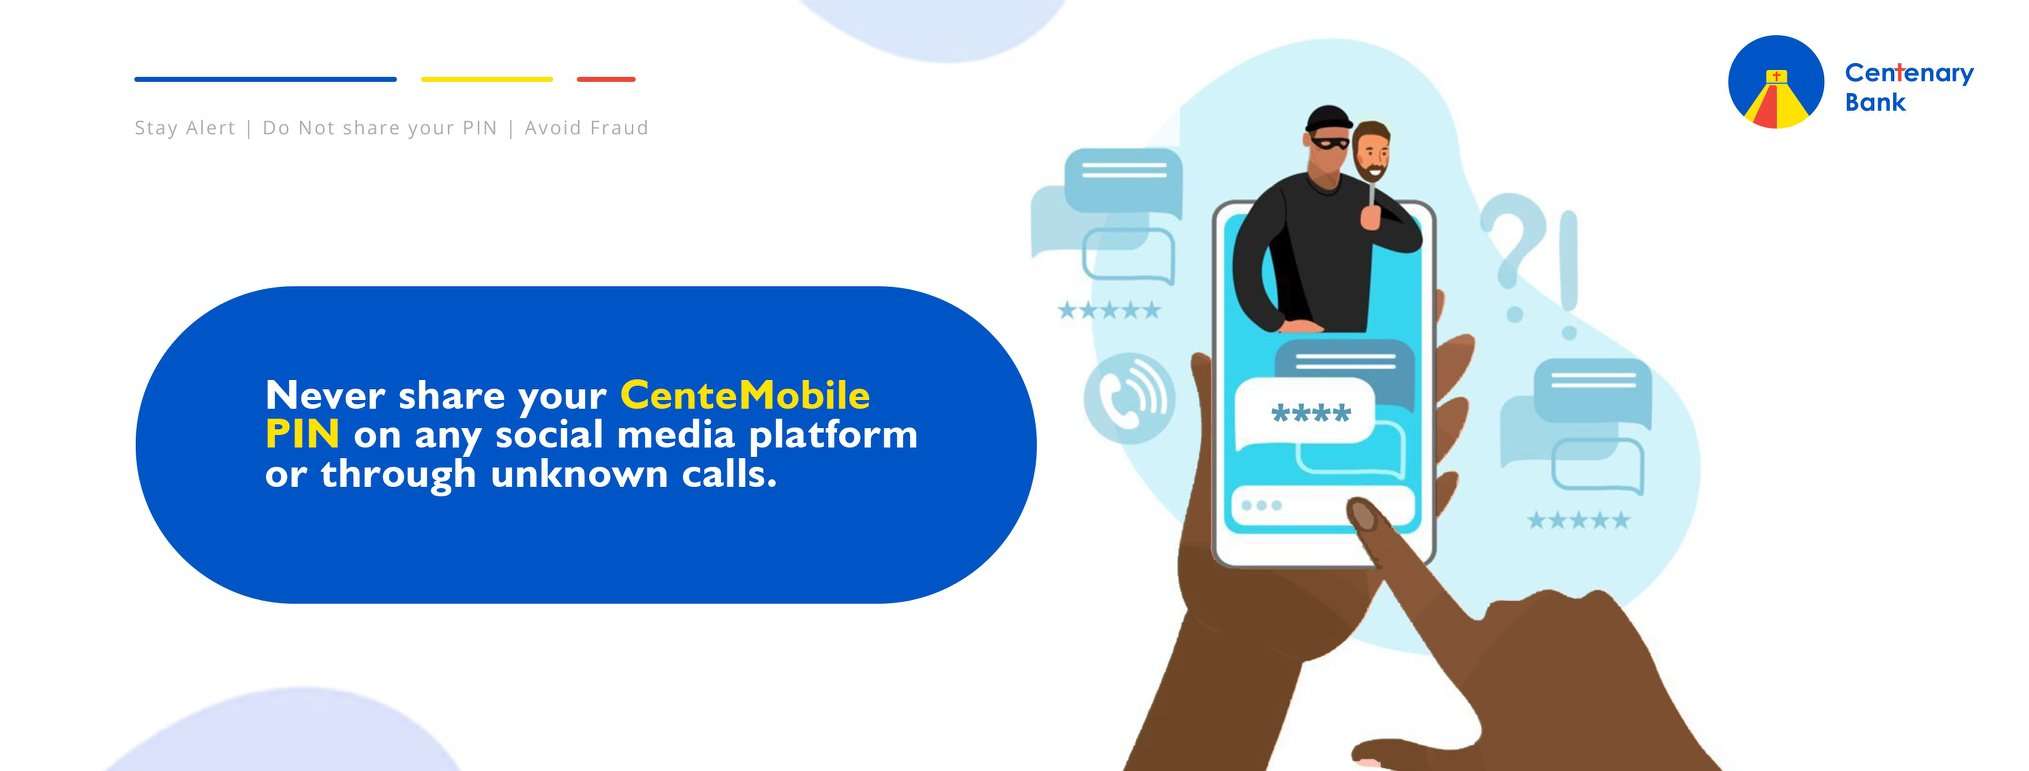 Stay Alert | Do Not share your PIN | Avoid Fraud
Centenary
Bank
Never share your CenteMobile
PIN on any social media platform
or through unknown calls.
****